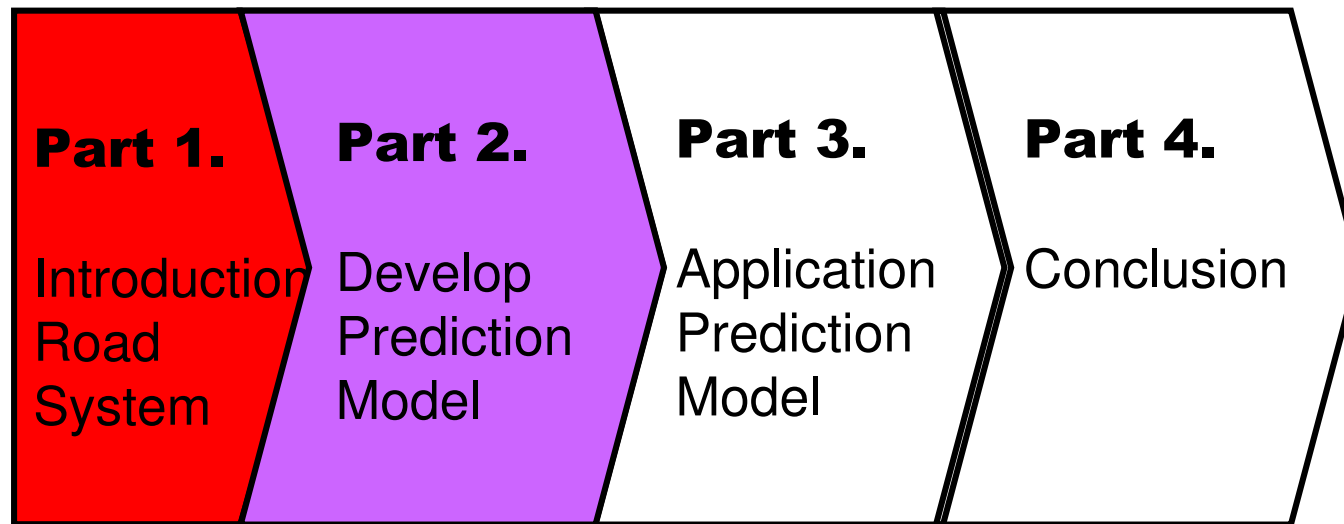 Part 1.
Introduction
Road
System
Part 2.
Develop
Prediction
Model
Part 3.
Application
Prediction
Model
Part 4.
Conclusion